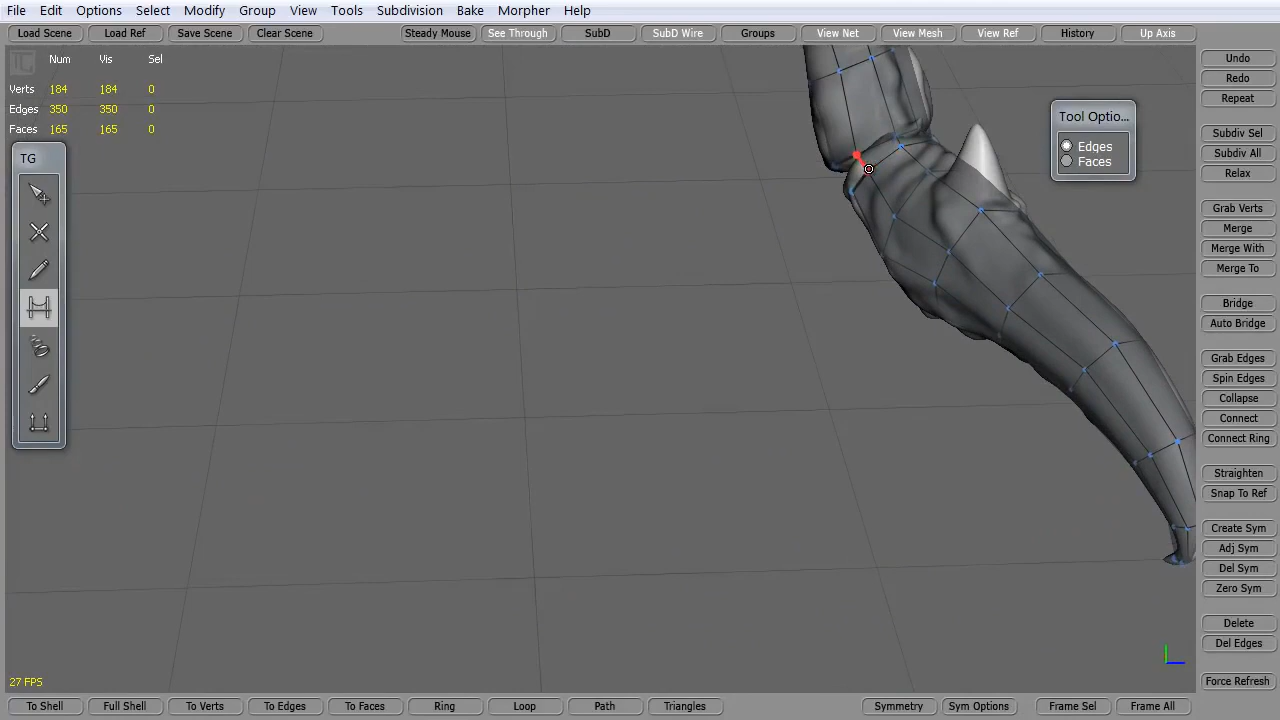 File Edit Options Select Modify Group View Tools Subdivision Bake Morpher Help
Load Scene Load Ref Save Scene Clear Scene Steady Mouse See Through SubD SubD Wire Groups View Net View Mesh View Ref History Up Axis
Num Vis Sel
Verts 184 184 0
Edges 350 350 0
Faces 165 165 0
TG
Tool Optio...
Edges
Faces
Undo
Redo
Repeat
Subdiv Sel
Subdiv All
Relax
Grab Verts
Merge
Merge With
Merge To
Bridge
Auto Bridge
Grab Edges
Spin Edges
Collapse
Connect
Connect Ring
Straighten
Snap To Ref
Create Sym
Adj Sym
Del Sym
Zero Sym
Delete
Del Edges
Force Refresh
27 FPS
To Shell Full Shell To Verts To Edges To Faces Ring Loop Path Triangles Symmetry Sym Options Frame Sel Frame All